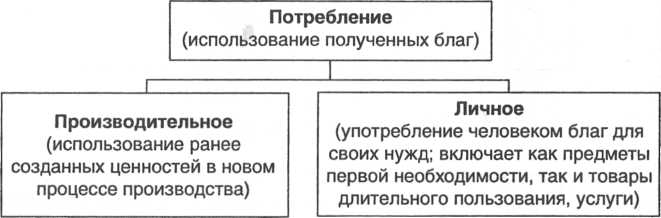 Потребление
(использование полученных благ)
Производительное
(использование ранее
созданных ценностей в новом
процессе производства)
Личное
(употребление человеком благ для
своих нужд; включает как предметы
первой необходимости, так и товары
длительного пользования, услуги)